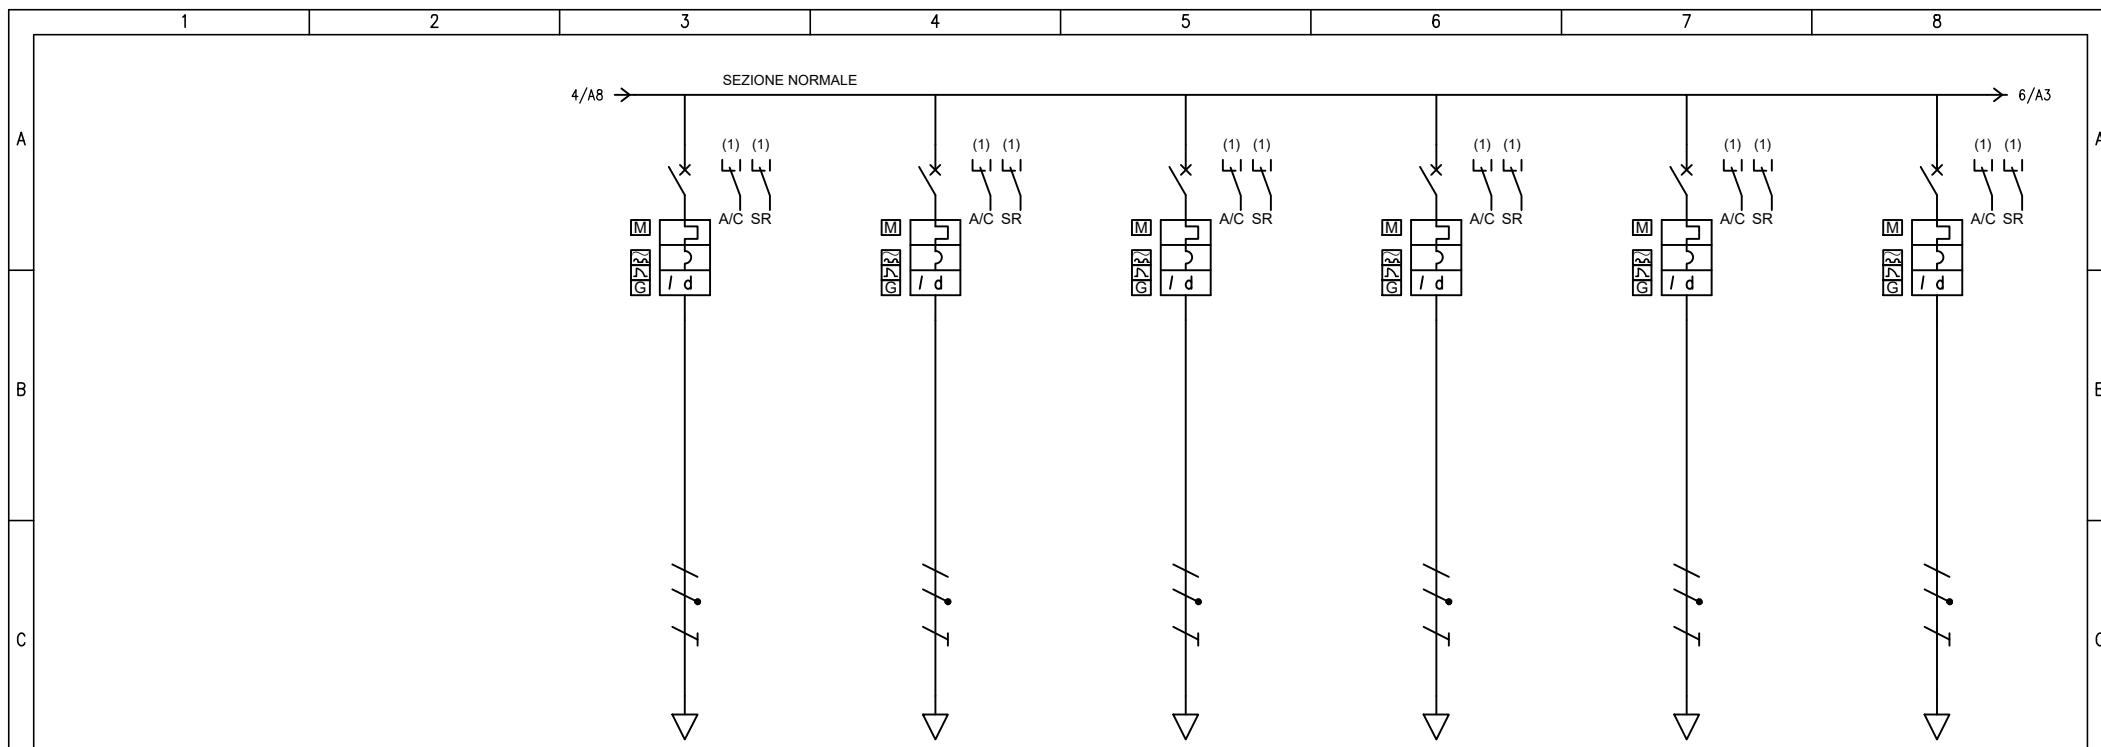 1 2 3 4 5 6 7 8
SEZIONE NORMALE
4/A8 6/A3
A A
(1) (1) (1) (1) (1) (1) (1) (1) (1) (1) (1) (1)
A/C SR A/C SR A/C SR A/C SR A/C SR A/C SR
M M M M M M
G I d G I d G I d G I d G I d G I d
B B
C C